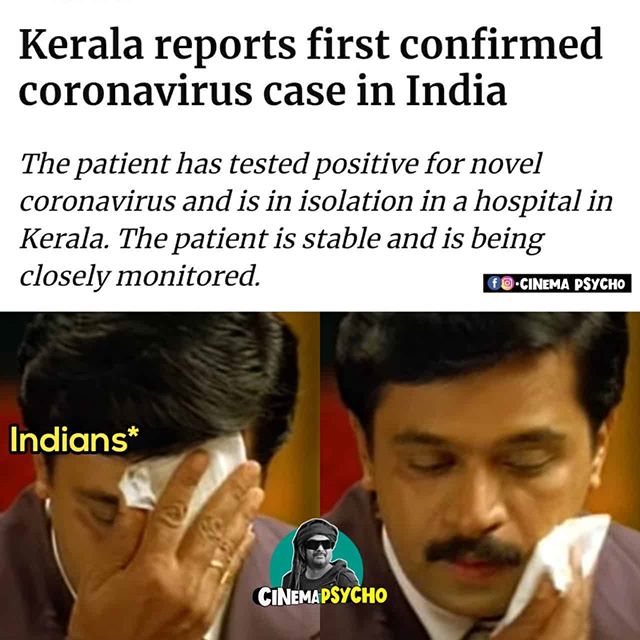 Kerala reports first confirmed
coronavirus case in India
The patient has tested positive for novel
coronavirus and is in isolation in a hospital in
Kerala. The patient is stable and is being
closely monitored.
f -CINEMA PSYCHO
Indians*
CINEMAPSYCHO